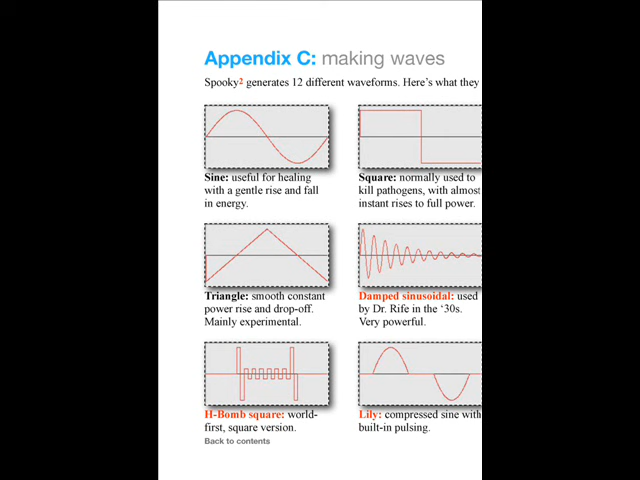 Appendix C: making waves
Spooky2 generates 12 different waveforms. Here's what they
Sine: useful for healing
with a gentle rise and fall
in energy.
Square: normally used to
kill pathogens, with almost
instant rises to full power.
Triangle: smooth constant
power rise and drop-off.
Mainly experimental.
Damped sinusoidal: used
by Dr. Rife in the '30s.
Very powerful.
H-Bomb square: world-
first, square version.
Lily: compressed sine with
built-in pulsing.
Back to contents